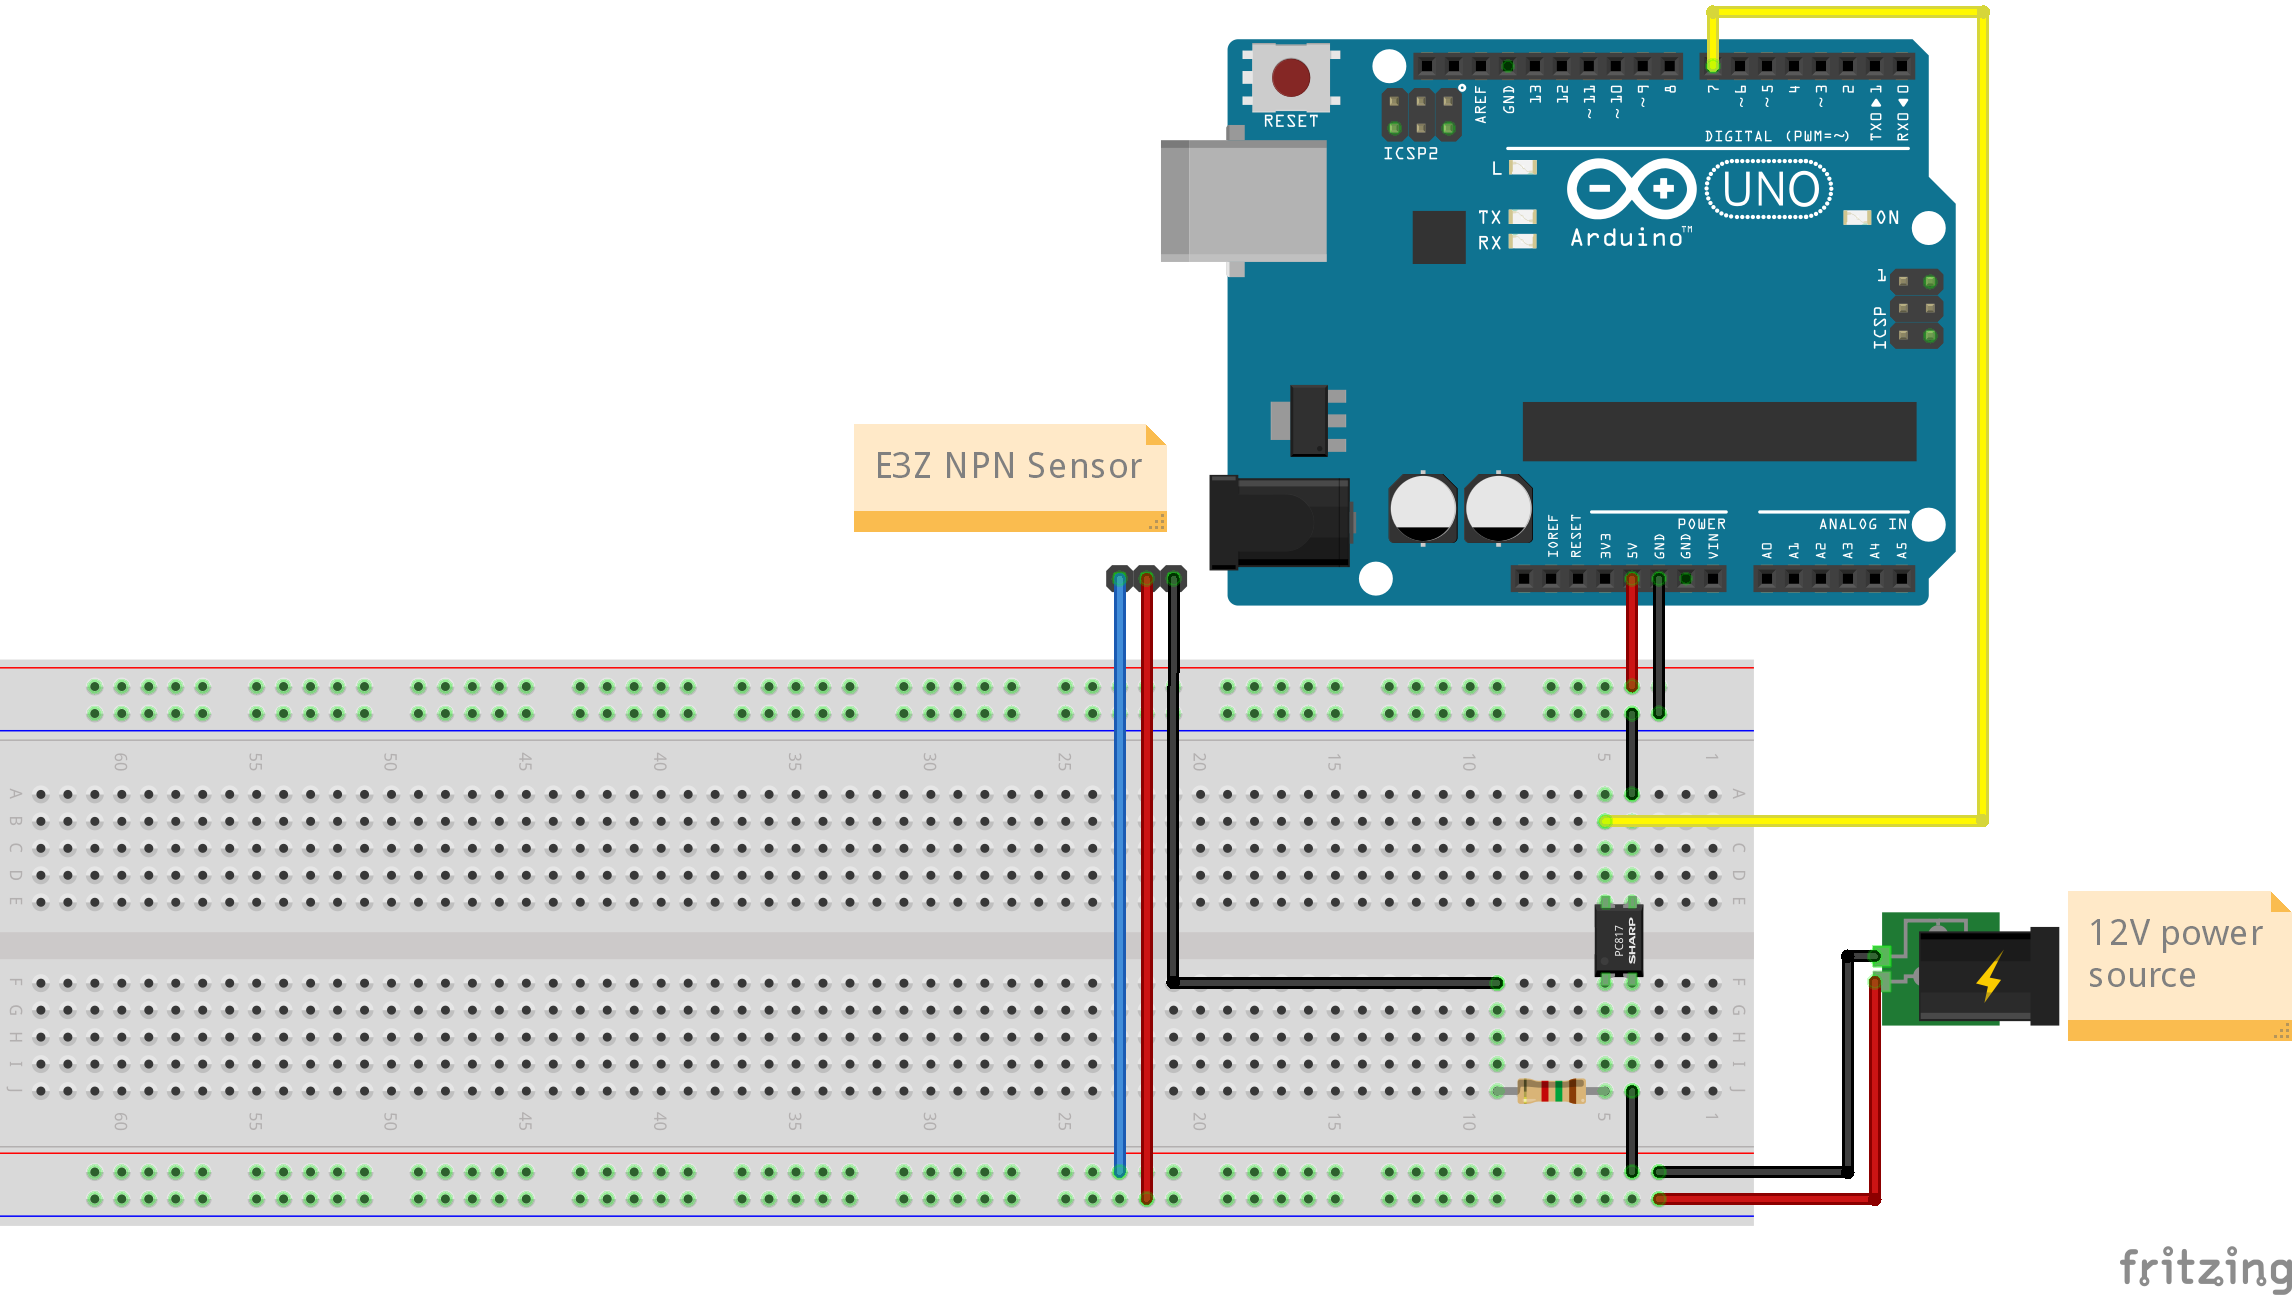 RESET
ICSP2
AREF
GND
13
12
~11
~10
~9
8
7
~6
~5
4
~3
2
TX0▶1
RX0◀0
DIGITAL (PWM=~)
L
TX
RX
UNO
Arduino™
ON
1
ICSP
E3Z NPN Sensor
POWER
ANALOG IN
IOREF
RESET
3V3
5V
GND
GND
VIN
A0
A1
A2
A3
A4
A5
60 55 50 45 40 35 30 25 20 15 10 5 1
A A
B
C C
D D
E E
PC817
SHARP
F F
G G
H H
I I
J J
60 55 50 45 40 35 30 25 20 15 10 5 1
12V power
source
fritzing